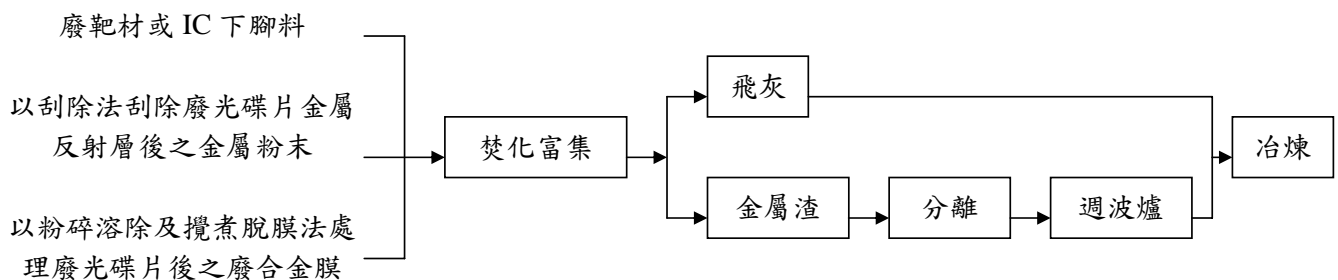 廢靶材或 IC 下腳料
以刮除法刮除廢光碟片金屬
反射層後之金屬粉末
以粉碎溶除及攪煮脫膜法處
理廢光碟片後之廢合金膜
焚化富集
飛灰
金屬渣
分離
週波爐
冶煉